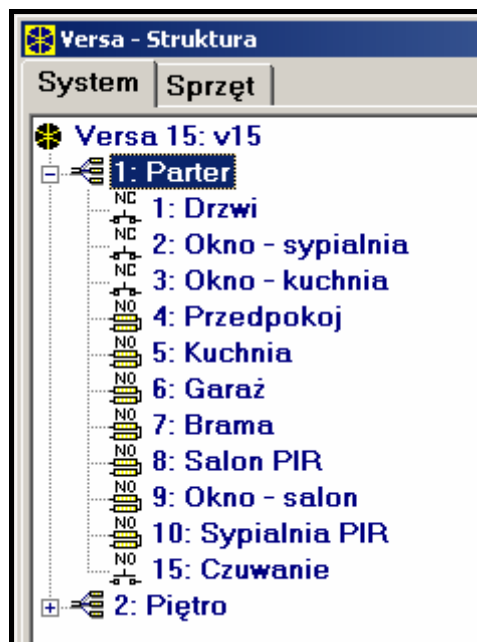 Versa - Struktura
System Sprzęt
Versa 15: v15
1: Parter
NC 1: Drzwi
NC 2: Okno - sypialnia
NC 3: Okno - kuchnia
NO 4: Przedpokoj
NO 5: Kuchnia
NO 6: Garaż
NO 7: Brama
NO 8: Salon PIR
NO 9: Okno - salon
NO 10: Sypialnia PIR
NO 15: Czuwanie
2: Piętro